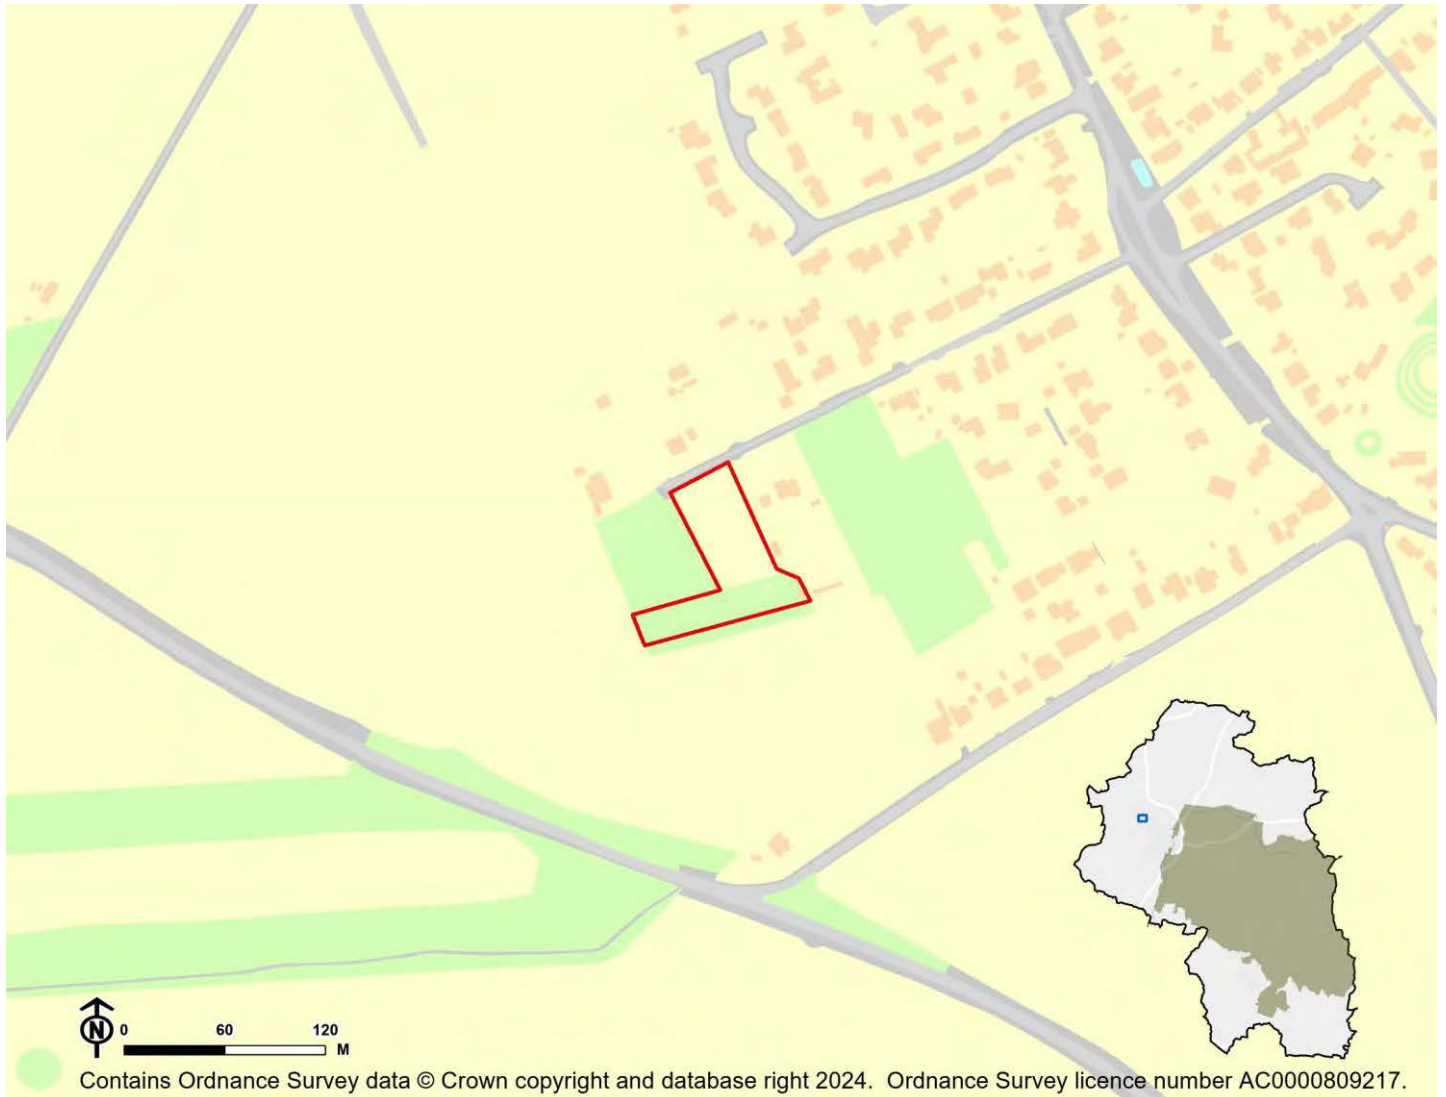 N
0 60 120
M
Contains Ordnance Survey data © Crown copyright and database right 2024. Ordnance Survey licence number AC0000809217.